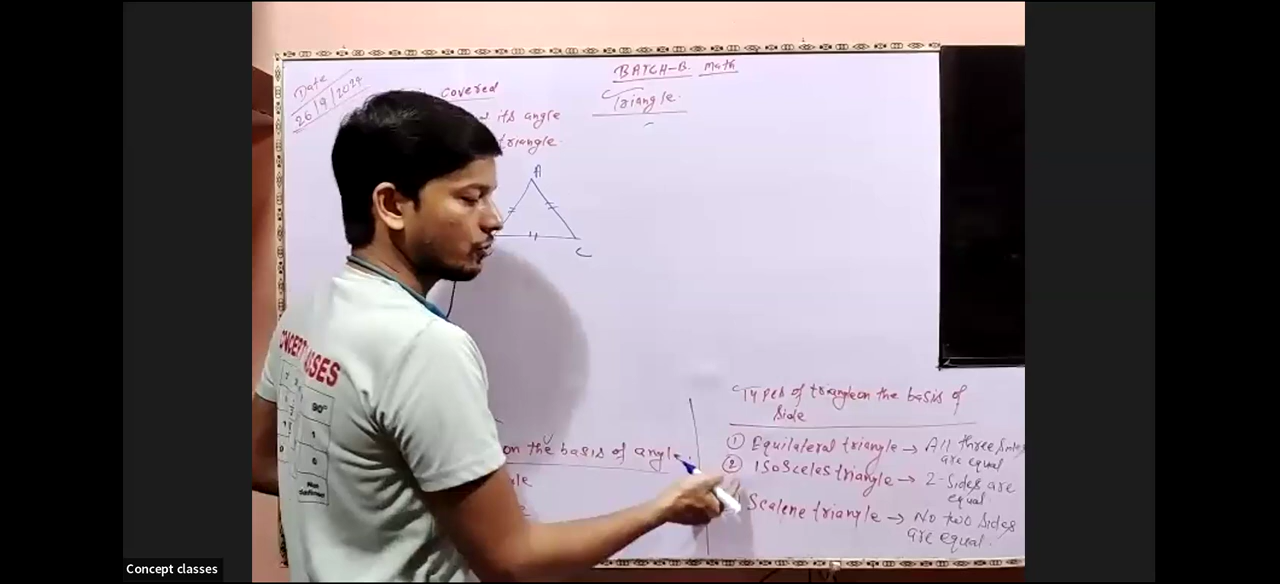 Date
26/9/2024
BATCH-B. Math
Triangle.
covered
its angle
triangle.
A
C
on the basis of angle.
Types of triangle on the basis of
side
① Equilateral triangle → All three sides
are equal
② Isosceles triangle → 2-sides are
equal
Scalene triangle → No two sides
are equal.
CONCEPT
90°
Concept classes